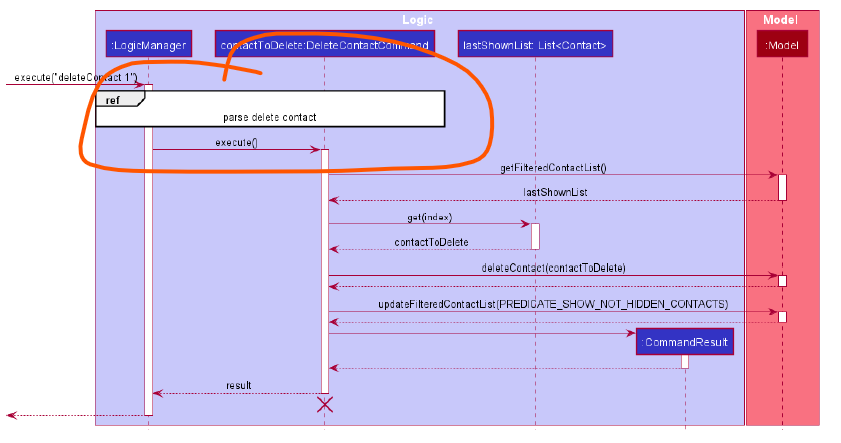 Logic
Model
:LogicManager
contactToDelete:DeleteContactCommand
lastShownList: List<Contact>
:Model
execute("deleteContact 1")
ref
parse delete contact
execute()
getFilteredContactList()
lastShownList
get(index)
contactToDelete
deleteContact(contactToDelete)
updateFilteredContactList(PREDICATE_SHOW_NOT_HIDDEN_CONTACTS)
:CommandResult
result